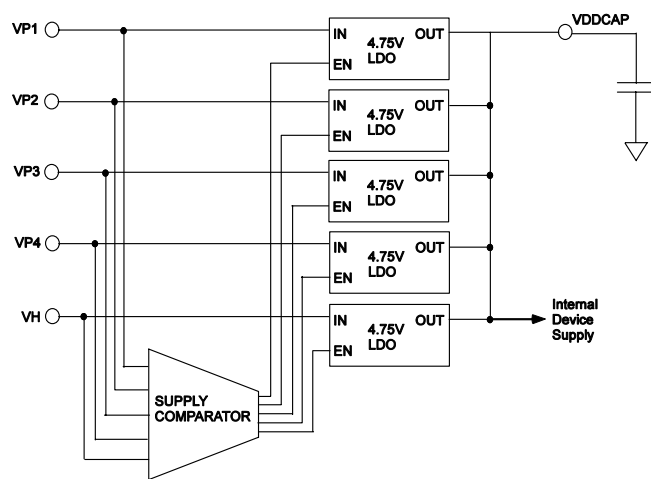 VP1
IN OUT
4.75V
LDO
EN
VDDCAP
VP2
IN OUT
4.75V
LDO
EN
VP3
IN OUT
4.75V
LDO
EN
VP4
IN OUT
4.75V
LDO
EN
VH
IN OUT
4.75V
LDO
EN
Internal
Device
Supply
SUPPLY
COMPARATOR